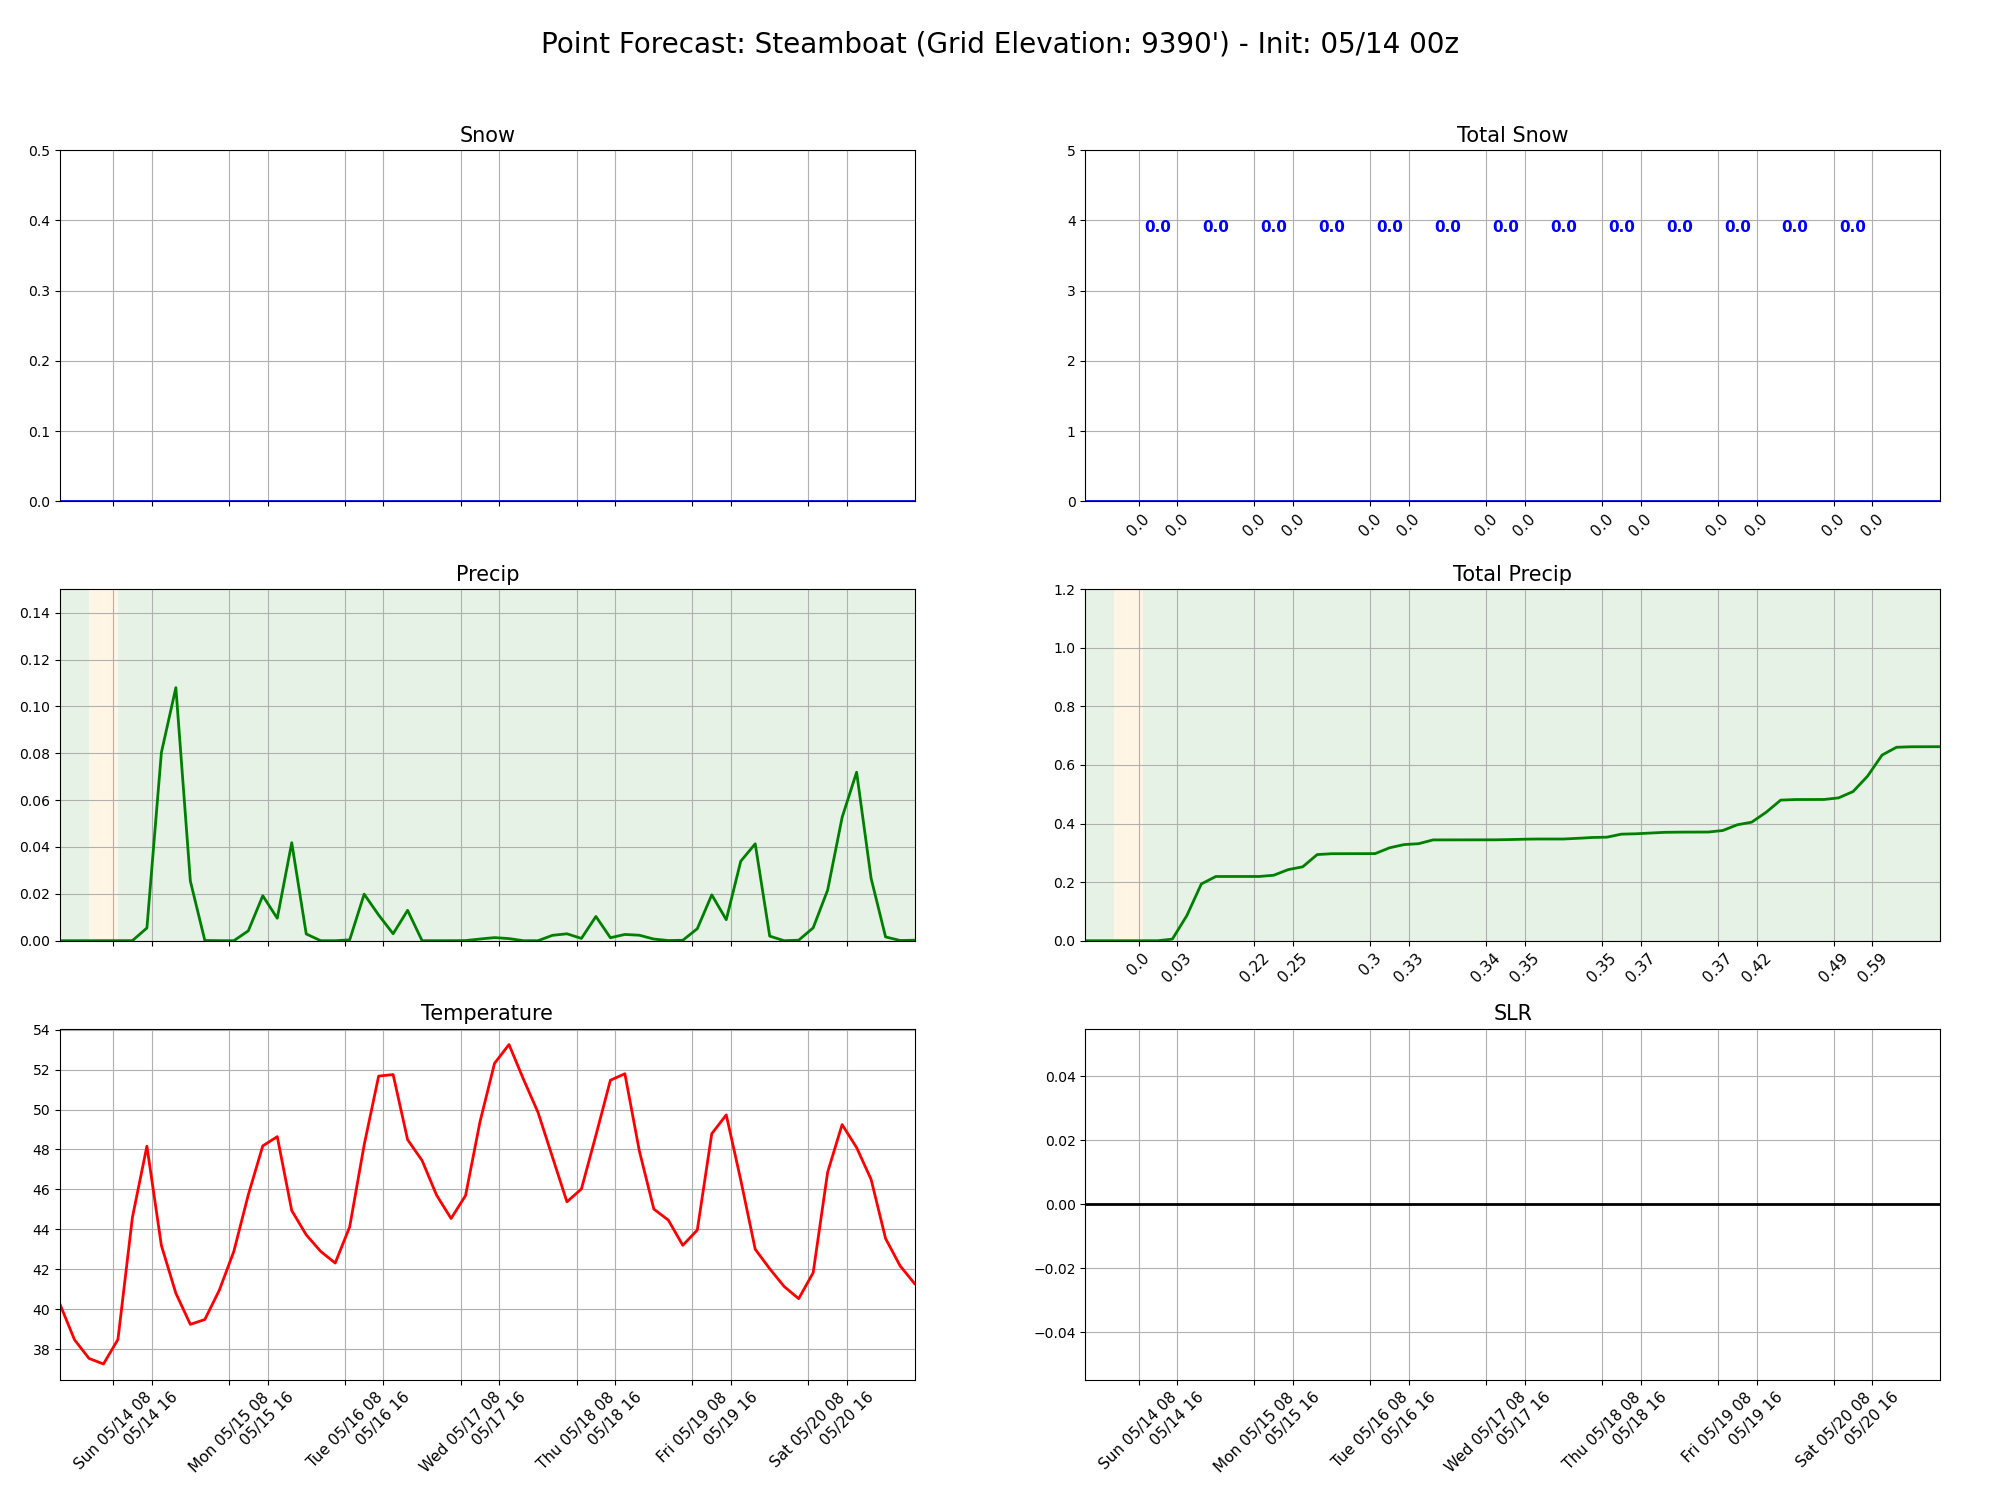 Point Forecast: Steamboat (Grid Elevation: 9390') - Init: 05/14 00z
Snow
0.5
0.4
0.3
0.2
0.1
0.0
Total Snow
5
4
3
2
1
0
0.0 0.0 0.0 0.0 0.0 0.0 0.0 0.0 0.0 0.0 0.0 0.0 0.0
0.0 0.0 0.0 0.0 0.0 0.0 0.0 0.0 0.0 0.0 0.0 0.0 0.0 0.0
Precip
0.14
0.12
0.10
0.08
0.06
0.04
0.02
0.00
Total Precip
1.2
1.0
0.8
0.6
0.4
0.2
0.0
0.0 0.03 0.22 0.25 0.3 0.33 0.34 0.35 0.35 0.37 0.37 0.42 0.49 0.59
Temperature
54
52
50
48
46
44
42
40
38
Sun 05/14 08
05/14 16
Mon 05/15 08
05/15 16
Tue 05/16 08
05/16 16
Wed 05/17 08
05/17 16
Thu 05/18 08
05/18 16
Fri 05/19 08
05/19 16
Sat 05/20 08
05/20 16
SLR
0.04
0.02
0.00
−0.02
−0.04
Sun 05/14 08
05/14 16
Mon 05/15 08
05/15 16
Tue 05/16 08
05/16 16
Wed 05/17 08
05/17 16
Thu 05/18 08
05/18 16
Fri 05/19 08
05/19 16
Sat 05/20 08
05/20 16